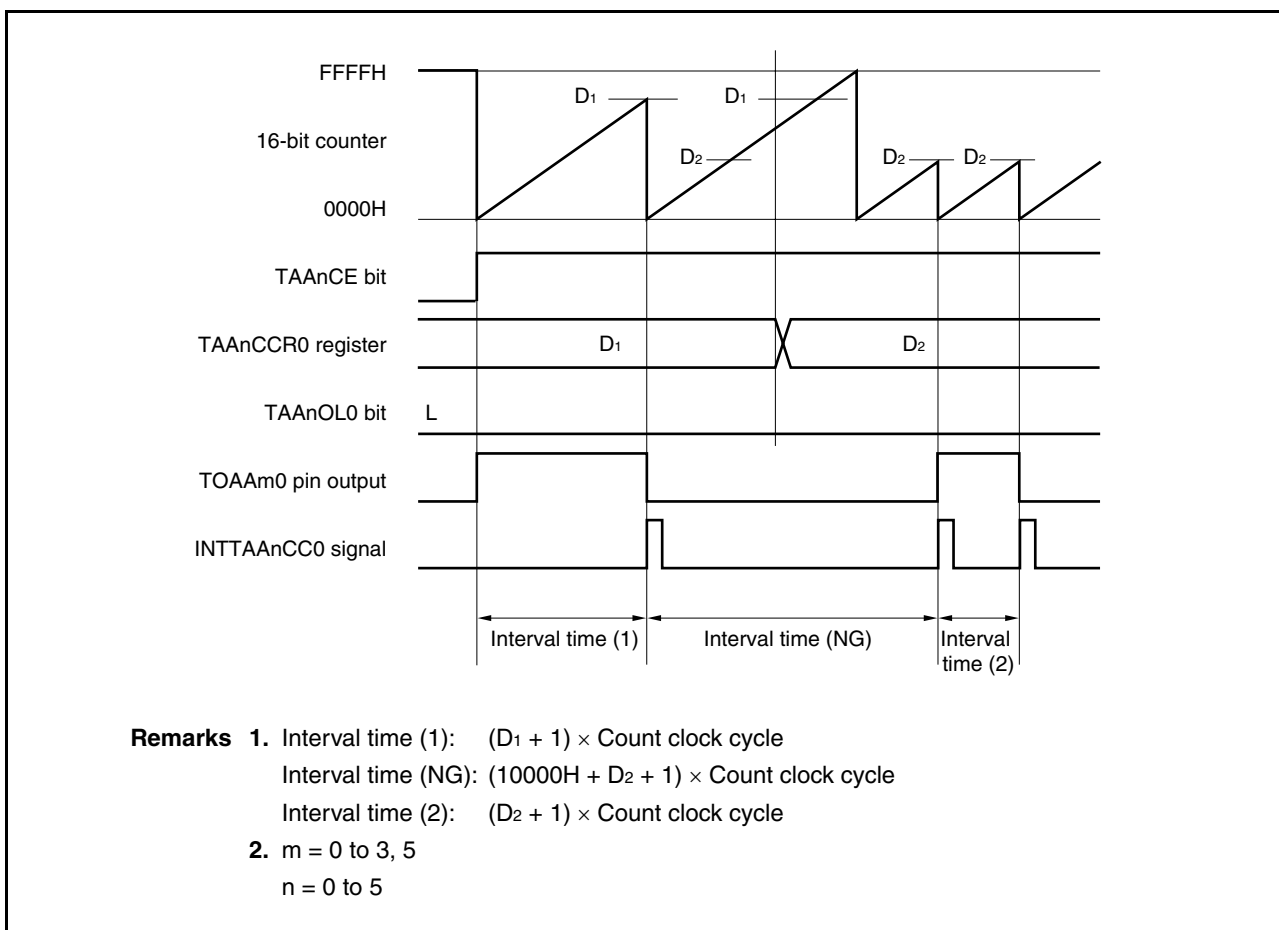 FFFFH
D1
D1
16-bit counter
D2
D2
D2
0000H
TAAnCE bit
TAAnCCR0 register
D1
D2
TAAnOL0 bit
L
TOAAm0 pin output
INTTAAnCC0 signal
Interval time (1)
Interval time (NG)
Interval
time (2)
Remarks 1. Interval time (1): (D1 + 1) × Count clock cycle
Interval time (NG): (10000H + D2 + 1) × Count clock cycle
Interval time (2): (D2 + 1) × Count clock cycle
2. m = 0 to 3, 5
n = 0 to 5